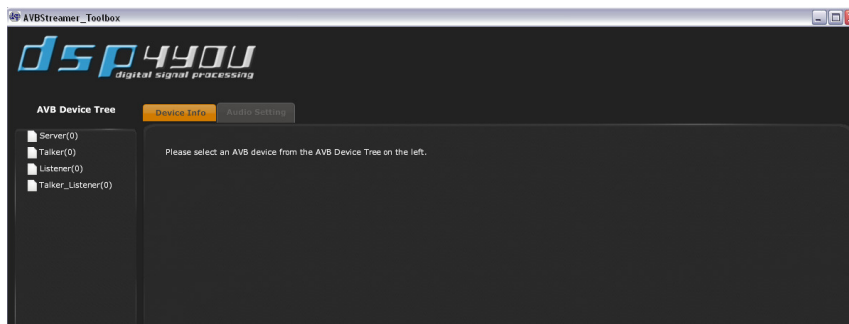 AVBStreamer_Toolbox
dsp4YOU
digital signal processing
AVB Device Tree
Device Info
Audio Setting
Server(0)
Talker(0)
Listener(0)
Talker_Listener(0)
Please select an AVB device from the AVB Device Tree on the left.